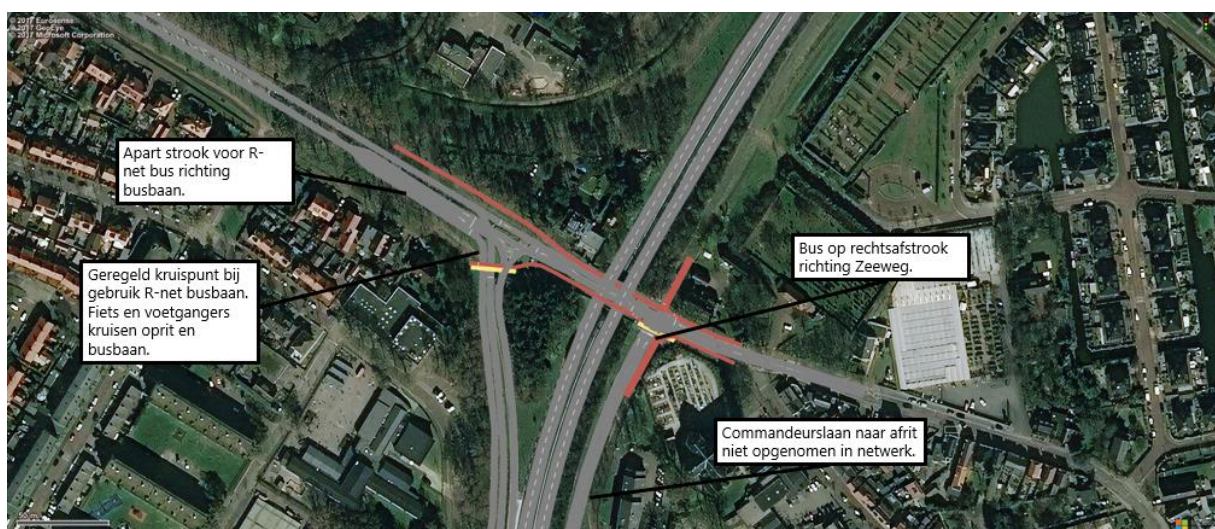 © 2017 Eurosense
© 2017 GeoEye
© 2017 Microsoft Corporation
Apart strook voor R-
net bus richting
busbaan.
Geregeld kruispunt bij
gebruik R-net busbaan.
Fiets en voetgangers
kruisen oprit en
busbaan.
Bus op rechtsafstrook
richting Zeeweg.
Commandeurslaan naar afrit
niet opgenomen in netwerk.
50 m